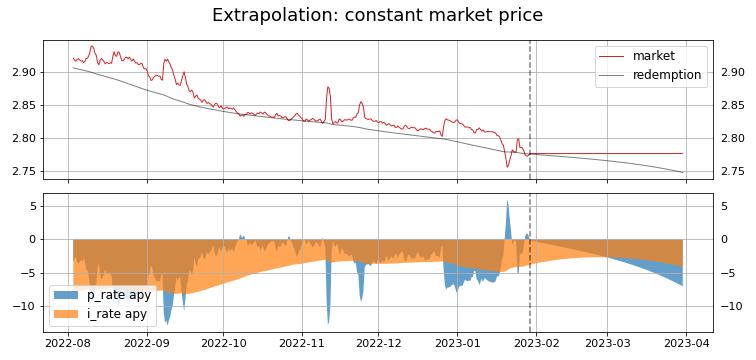 Extrapolation: constant market price
market
redemption
2.90 2.90
2.85 2.85
2.80 2.80
2.75 2.75
5 5
0 0
−5 −5
−10 −10
p_rate apy
i_rate apy
2022-08 2022-09 2022-10 2022-11 2022-12 2023-01 2023-02 2023-03 2023-04